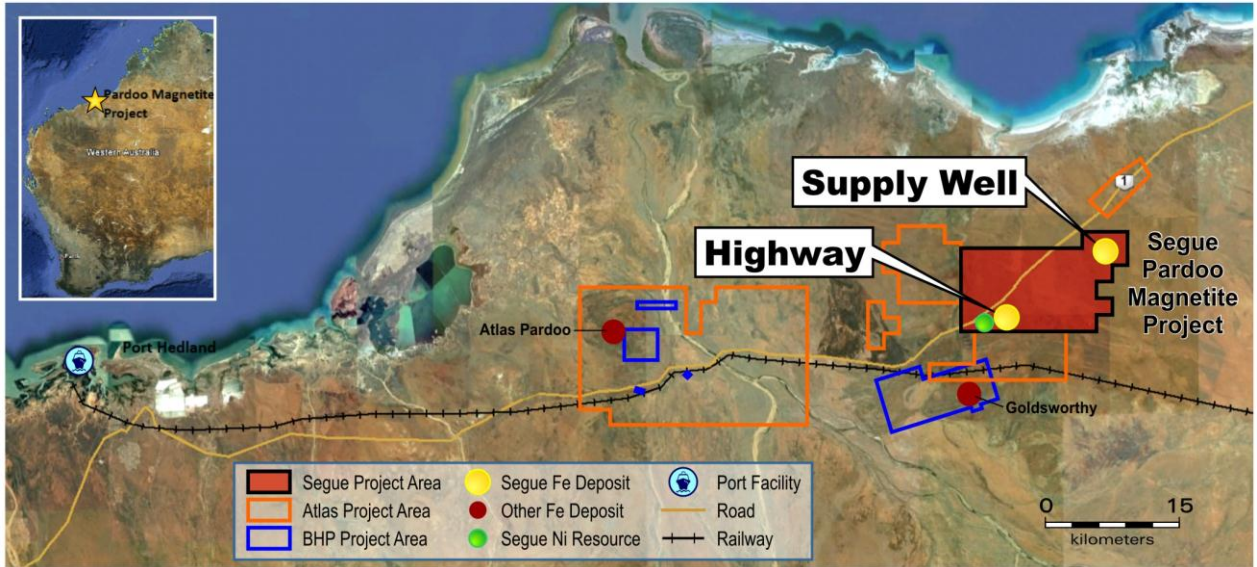 Pardoo Magnetite
Project
Western Australia
Perth
Supply Well
1
Highway
Segue
Pardoo
Magnetite
Project
Atlas Pardoo
Port Hedland
Goldsworthy
Segue Project Area
Segue Fe Deposit
Port Facility
Atlas Project Area
Other Fe Deposit
Road
BHP Project Area
Segue Ni Resource
Railway
0
15
kilometers